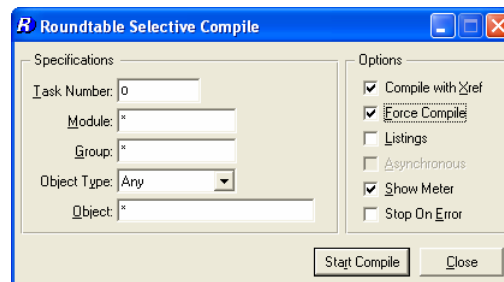 R Roundtable Selective Compile
Specifications
Task Number: 0
Module: *
Group: *
Object Type: Any
Object: *
Options
Compile with Xref
Force Compile
Listings
Asynchronous
Show Meter
Stop On Error
Start Compile
Close